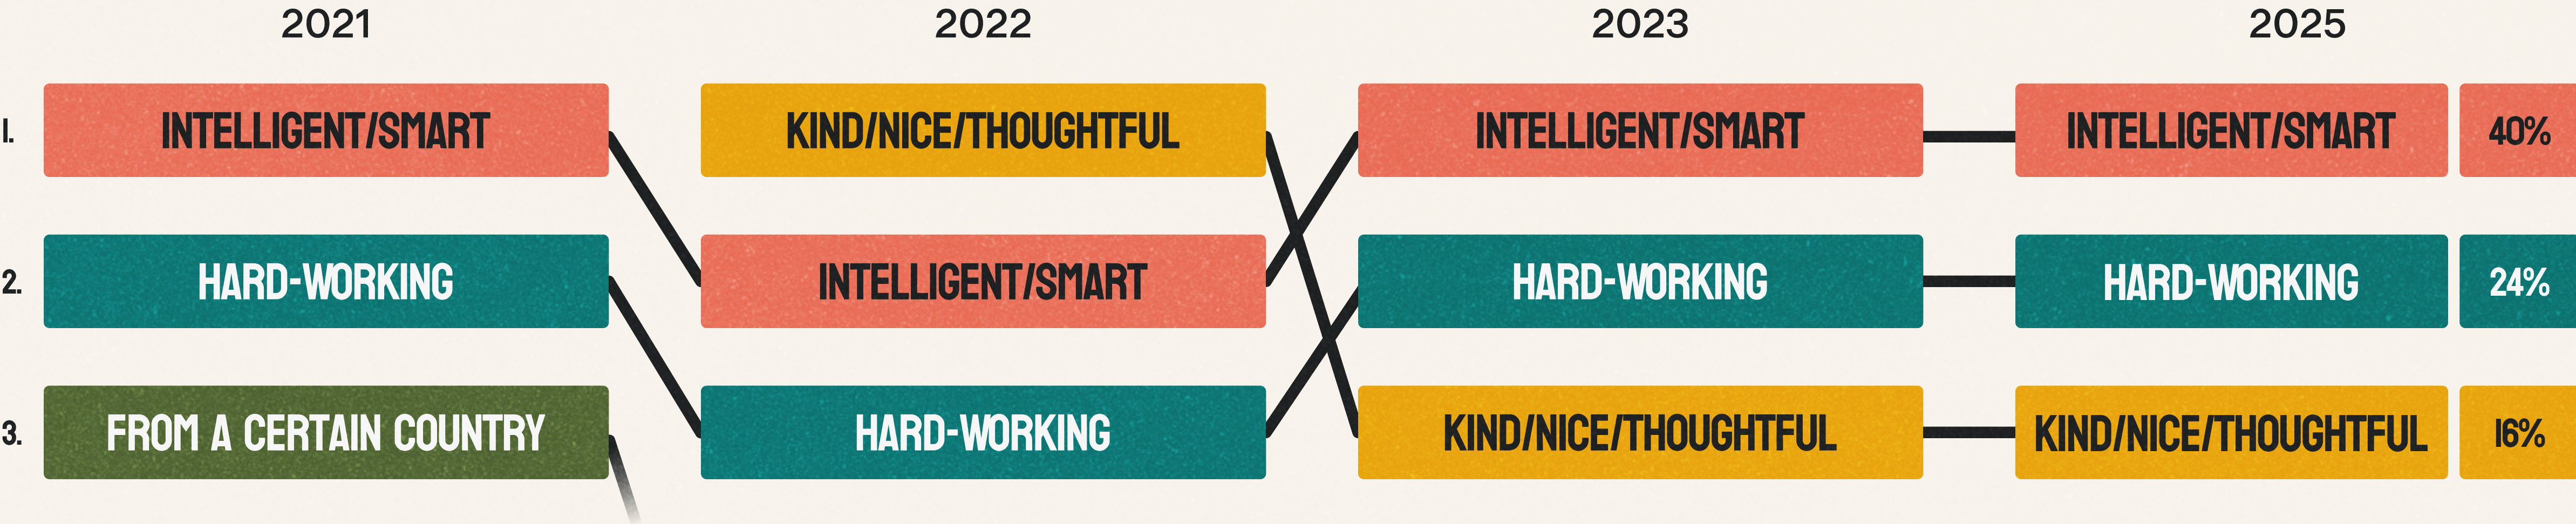 2021 2022 2023 2025
1. INTELLIGENT/SMART KIND/NICE/THOUGHTFUL INTELLIGENT/SMART INTELLIGENT/SMART 40%
2. HARD-WORKING INTELLIGENT/SMART HARD-WORKING HARD-WORKING 24%
3. FROM A CERTAIN COUNTRY HARD-WORKING KIND/NICE/THOUGHTFUL KIND/NICE/THOUGHTFUL 16%